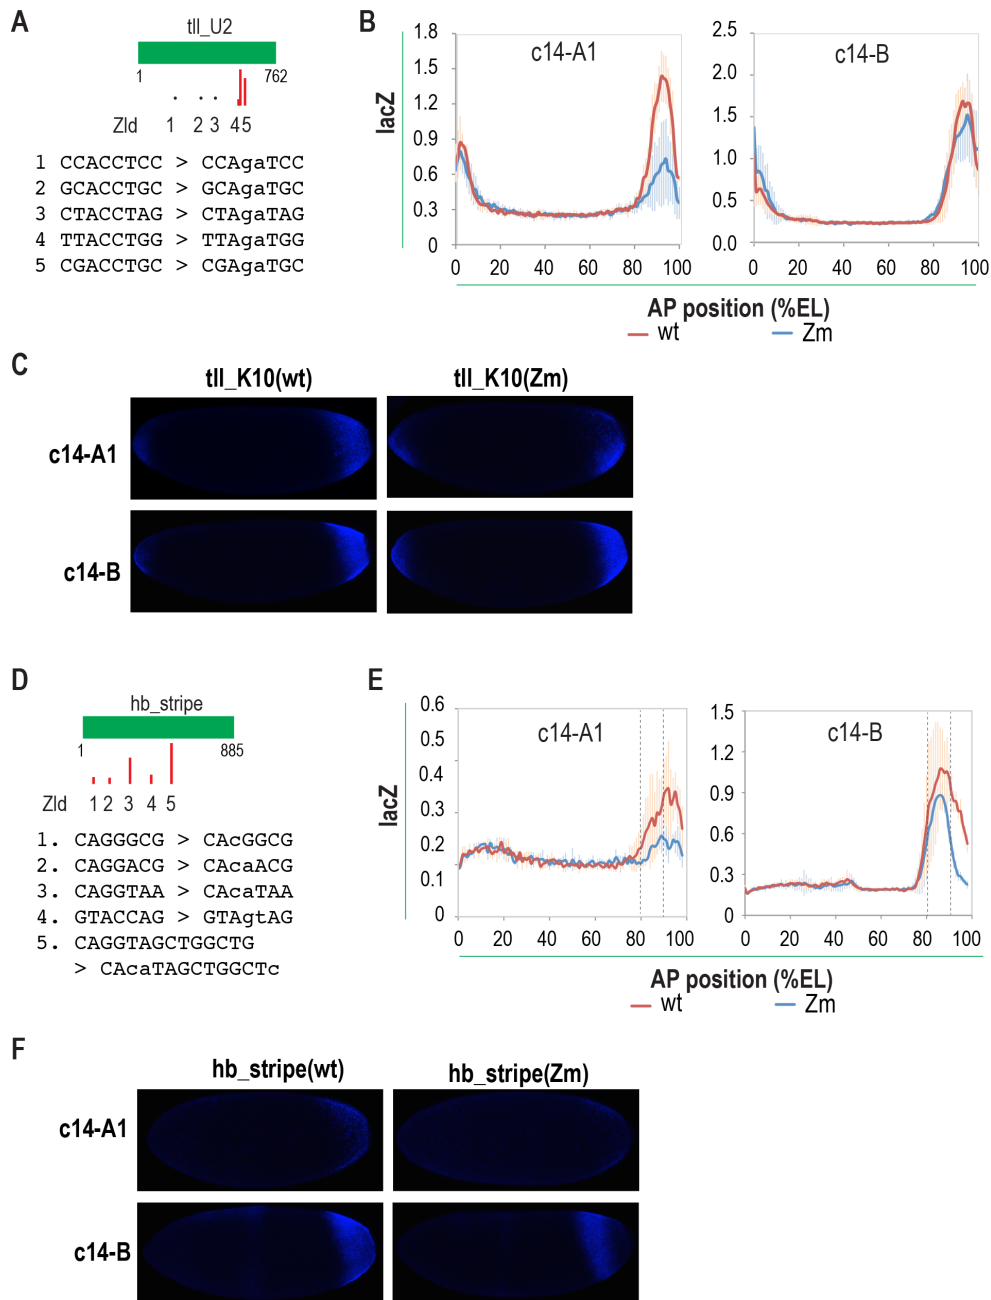 A
tll_U2
1 762
Zld 1 2 3 4 5
1 CCACCTCC > CCAgaTCC
2 GCACCTGC > GCAgaTGC
3 CTACCTAG > CTAgaTAG
4 TTACCTGG > TTAgaTGG
5 CGACCTGC > CGAgaTGC
B
lacZ
c14-A1
1.8
1.5
1.2
0.9
0.6
0.3
0
0 20 40 60 80 100
c14-B
2.5
2.0
1.5
1.0
0.5
0.0
0 20 40 60 80 100
AP position (%EL)
wt Zm
C
tll_K10(wt) tll_K10(Zm)
c14-A1
c14-B
D
hb_stripe
1 885
Zld 1 2 3 4 5
1. CAGGGCG > CAcGGCG
2. CAGGACG > CAcaACG
3. CAGGTAA > CAcaTAA
4. GTACCAG > GTAgtAG
5. CAGGTAGCTGGCTG
> CAcaTAGCTGGCTc
E
lacZ
c14-A1
0.6
0.5
0.4
0.3
0.2
0.1
0
0 20 40 60 80 100
c14-B
1.5
1.2
0.9
0.6
0.3
0
0 20 40 60 80 100
AP position (%EL)
wt Zm
F
hb_stripe(wt) hb_stripe(Zm)
c14-A1
c14-B